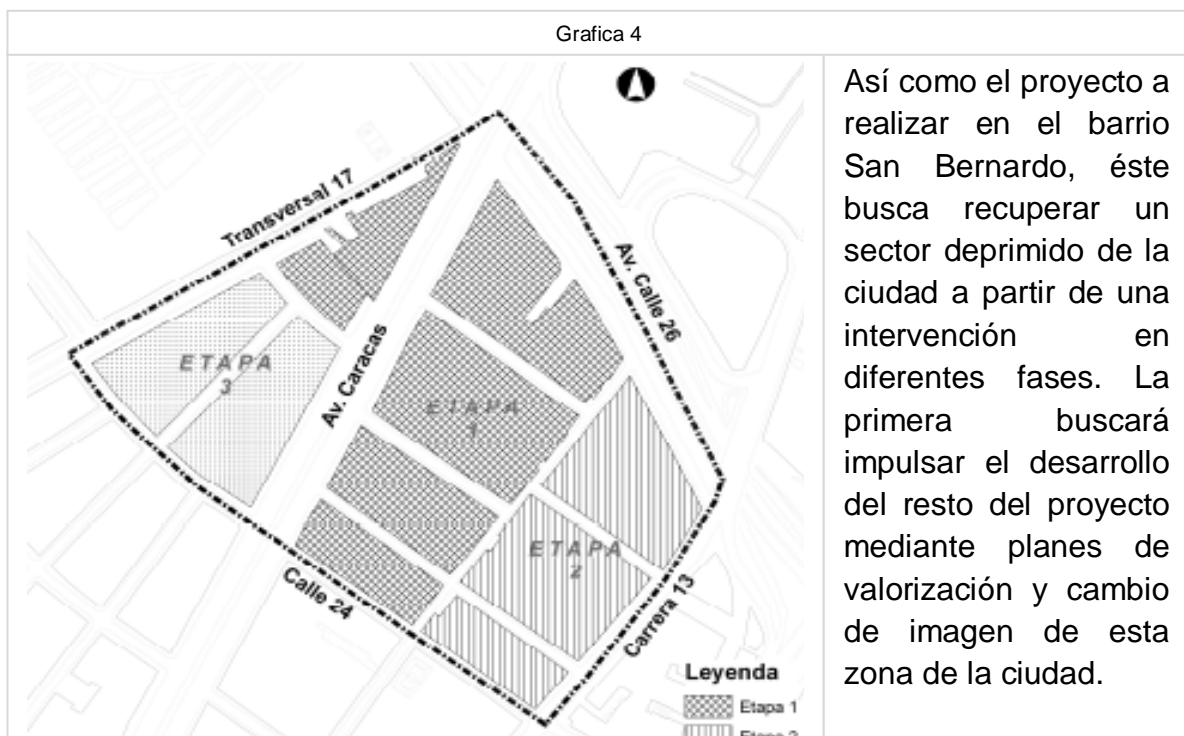 Grafica 4
Transversal 17
Av. Calle 26
ETAPA
3
Av. Caracas
ETAPA
1
ETAPA
2
Calle 24
Carrera 13
Leyenda
Etapa 1
Etapa 2
Así como el proyecto a
realizar en el barrio
San Bernardo, éste
busca recuperar un
sector deprimido de la
ciudad a partir de una
intervención en
diferentes fases. La
primera buscará
impulsar el desarrollo
del resto del proyecto
mediante planes de
valorización y cambio
de imagen de esta
zona de la ciudad.